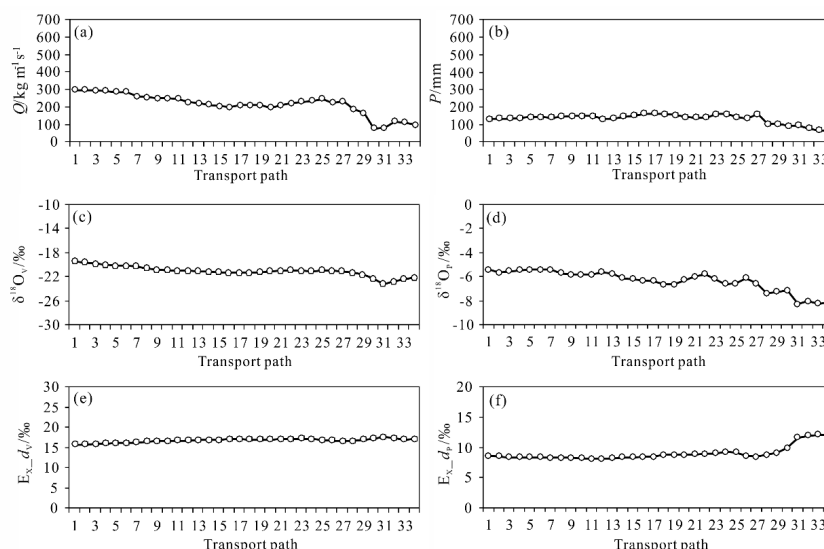 (a)
Q/kg m⁻¹s⁻¹
700
600
500
400
300
200
100
0
1 3 5 7 9 11 13 15 17 19 21 23 25 27 29 31 33
Transport path
(b)
P/mm
700
600
500
400
300
200
100
0
1 3 5 7 9 11 13 15 17 19 21 23 25 27 29 31 33
Transport path
(c)
δ¹⁸Oᵥ/‰
-10
-14
-18
-22
-26
-30
1 3 5 7 9 11 13 15 17 19 21 23 25 27 29 31 33
Transport path
(d)
δ¹⁸Oₚ/‰
0
-2
-4
-6
-8
-10
1 3 5 7 9 11 13 15 17 19 21 23 25 27 29 31 33
Transport path
(e)
Eₓ_dᵥ/‰
30
25
20
15
10
5
0
1 3 5 7 9 11 13 15 17 19 21 23 25 27 29 31 33
Transport path
(f)
Eₓ_dₚ/‰
20
15
10
5
0
1 3 5 7 9 11 13 15 17 19 21 23 25 27 29 31 33
Transport path